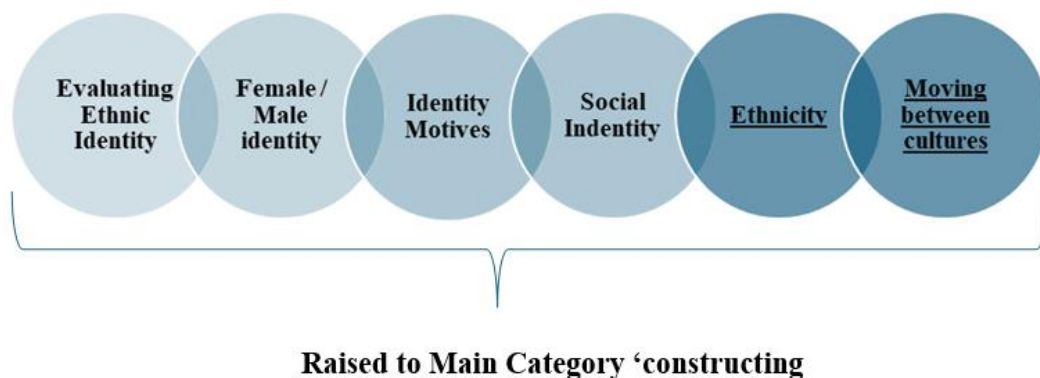 Evaluating
Ethnic
Identity
Female /
Male
identity
Identity
Motives
Social
Indentity
Ethnicity
Moving
between
cultures
Raised to Main Category ‘constructing